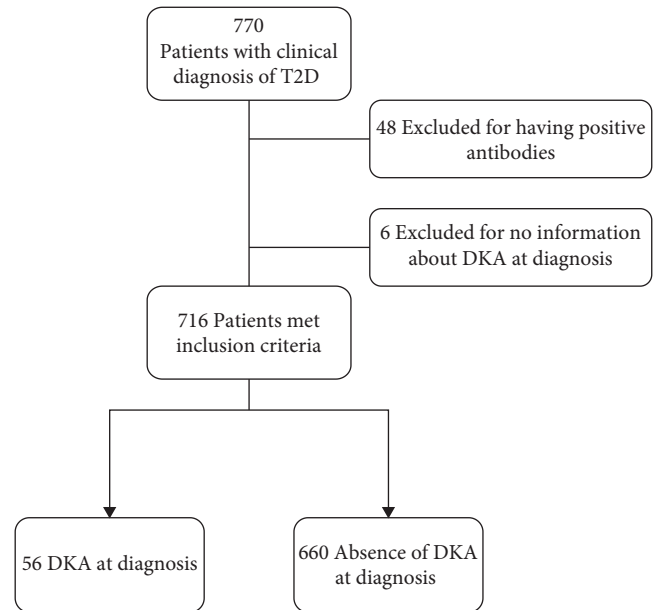 770
Patients with clinical
diagnosis of T2D
48 Excluded for having positive
antibodies
6 Excluded for no information
about DKA at diagnosis
716 Patients met
inclusion criteria
56 DKA at diagnosis
660 Absence of DKA
at diagnosis